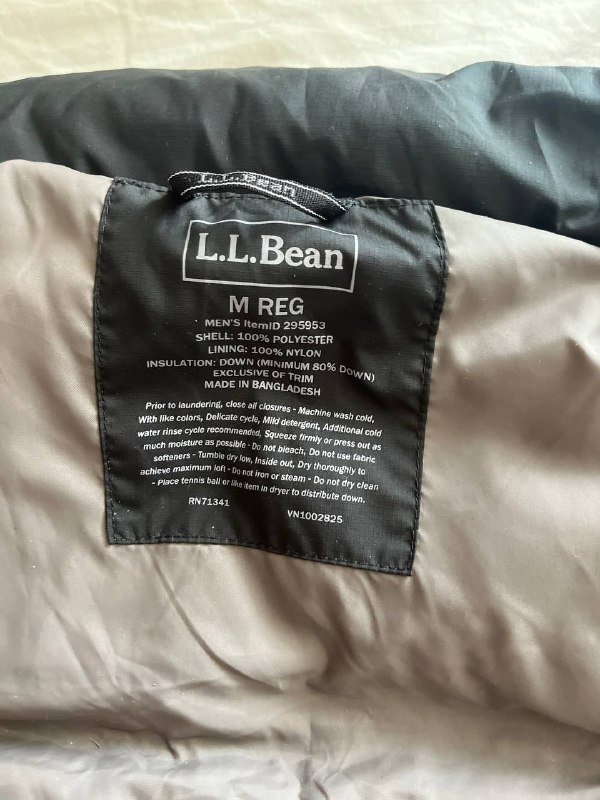 L.L.Bean
L.L.Bean
M REG
MEN'S ItemID 295953
SHELL: 100% POLYESTER
LINING: 100% NYLON
INSULATION: DOWN (MINIMUM 80% DOWN)
EXCLUSIVE OF TRIM
MADE IN BANGLADESH
Prior to laundering, close all closures - Machine wash cold,
With like colors, Delicate cycle, Mild detergent, Additional cold
water rinse cycle recommended, Squeeze firmly or press out as
much moisture as possible - Do not bleach, Do not use fabric
softeners - Tumble dry low, Inside out, Dry thoroughly to
achieve maximum loft - Do not iron or steam - Do not dry clean
- Place tennis ball or like item in dryer to distribute down.
RN71341 VN1002825